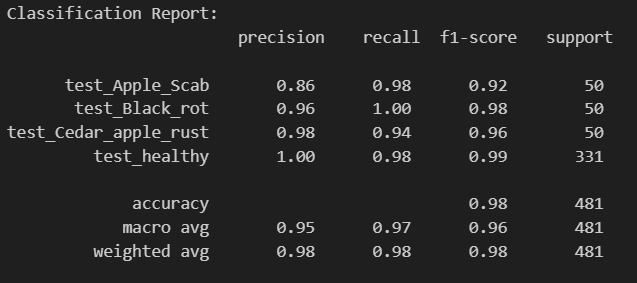 Classification Report:
precision recall f1-score support
test_Apple_Scab 0.86 0.98 0.92 50
test_Black_rot 0.96 1.00 0.98 50
test_Cedar_apple_rust 0.98 0.94 0.96 50
test_healthy 1.00 0.98 0.99 331
accuracy 0.98 481
macro avg 0.95 0.97 0.96 481
weighted avg 0.98 0.98 0.98 481